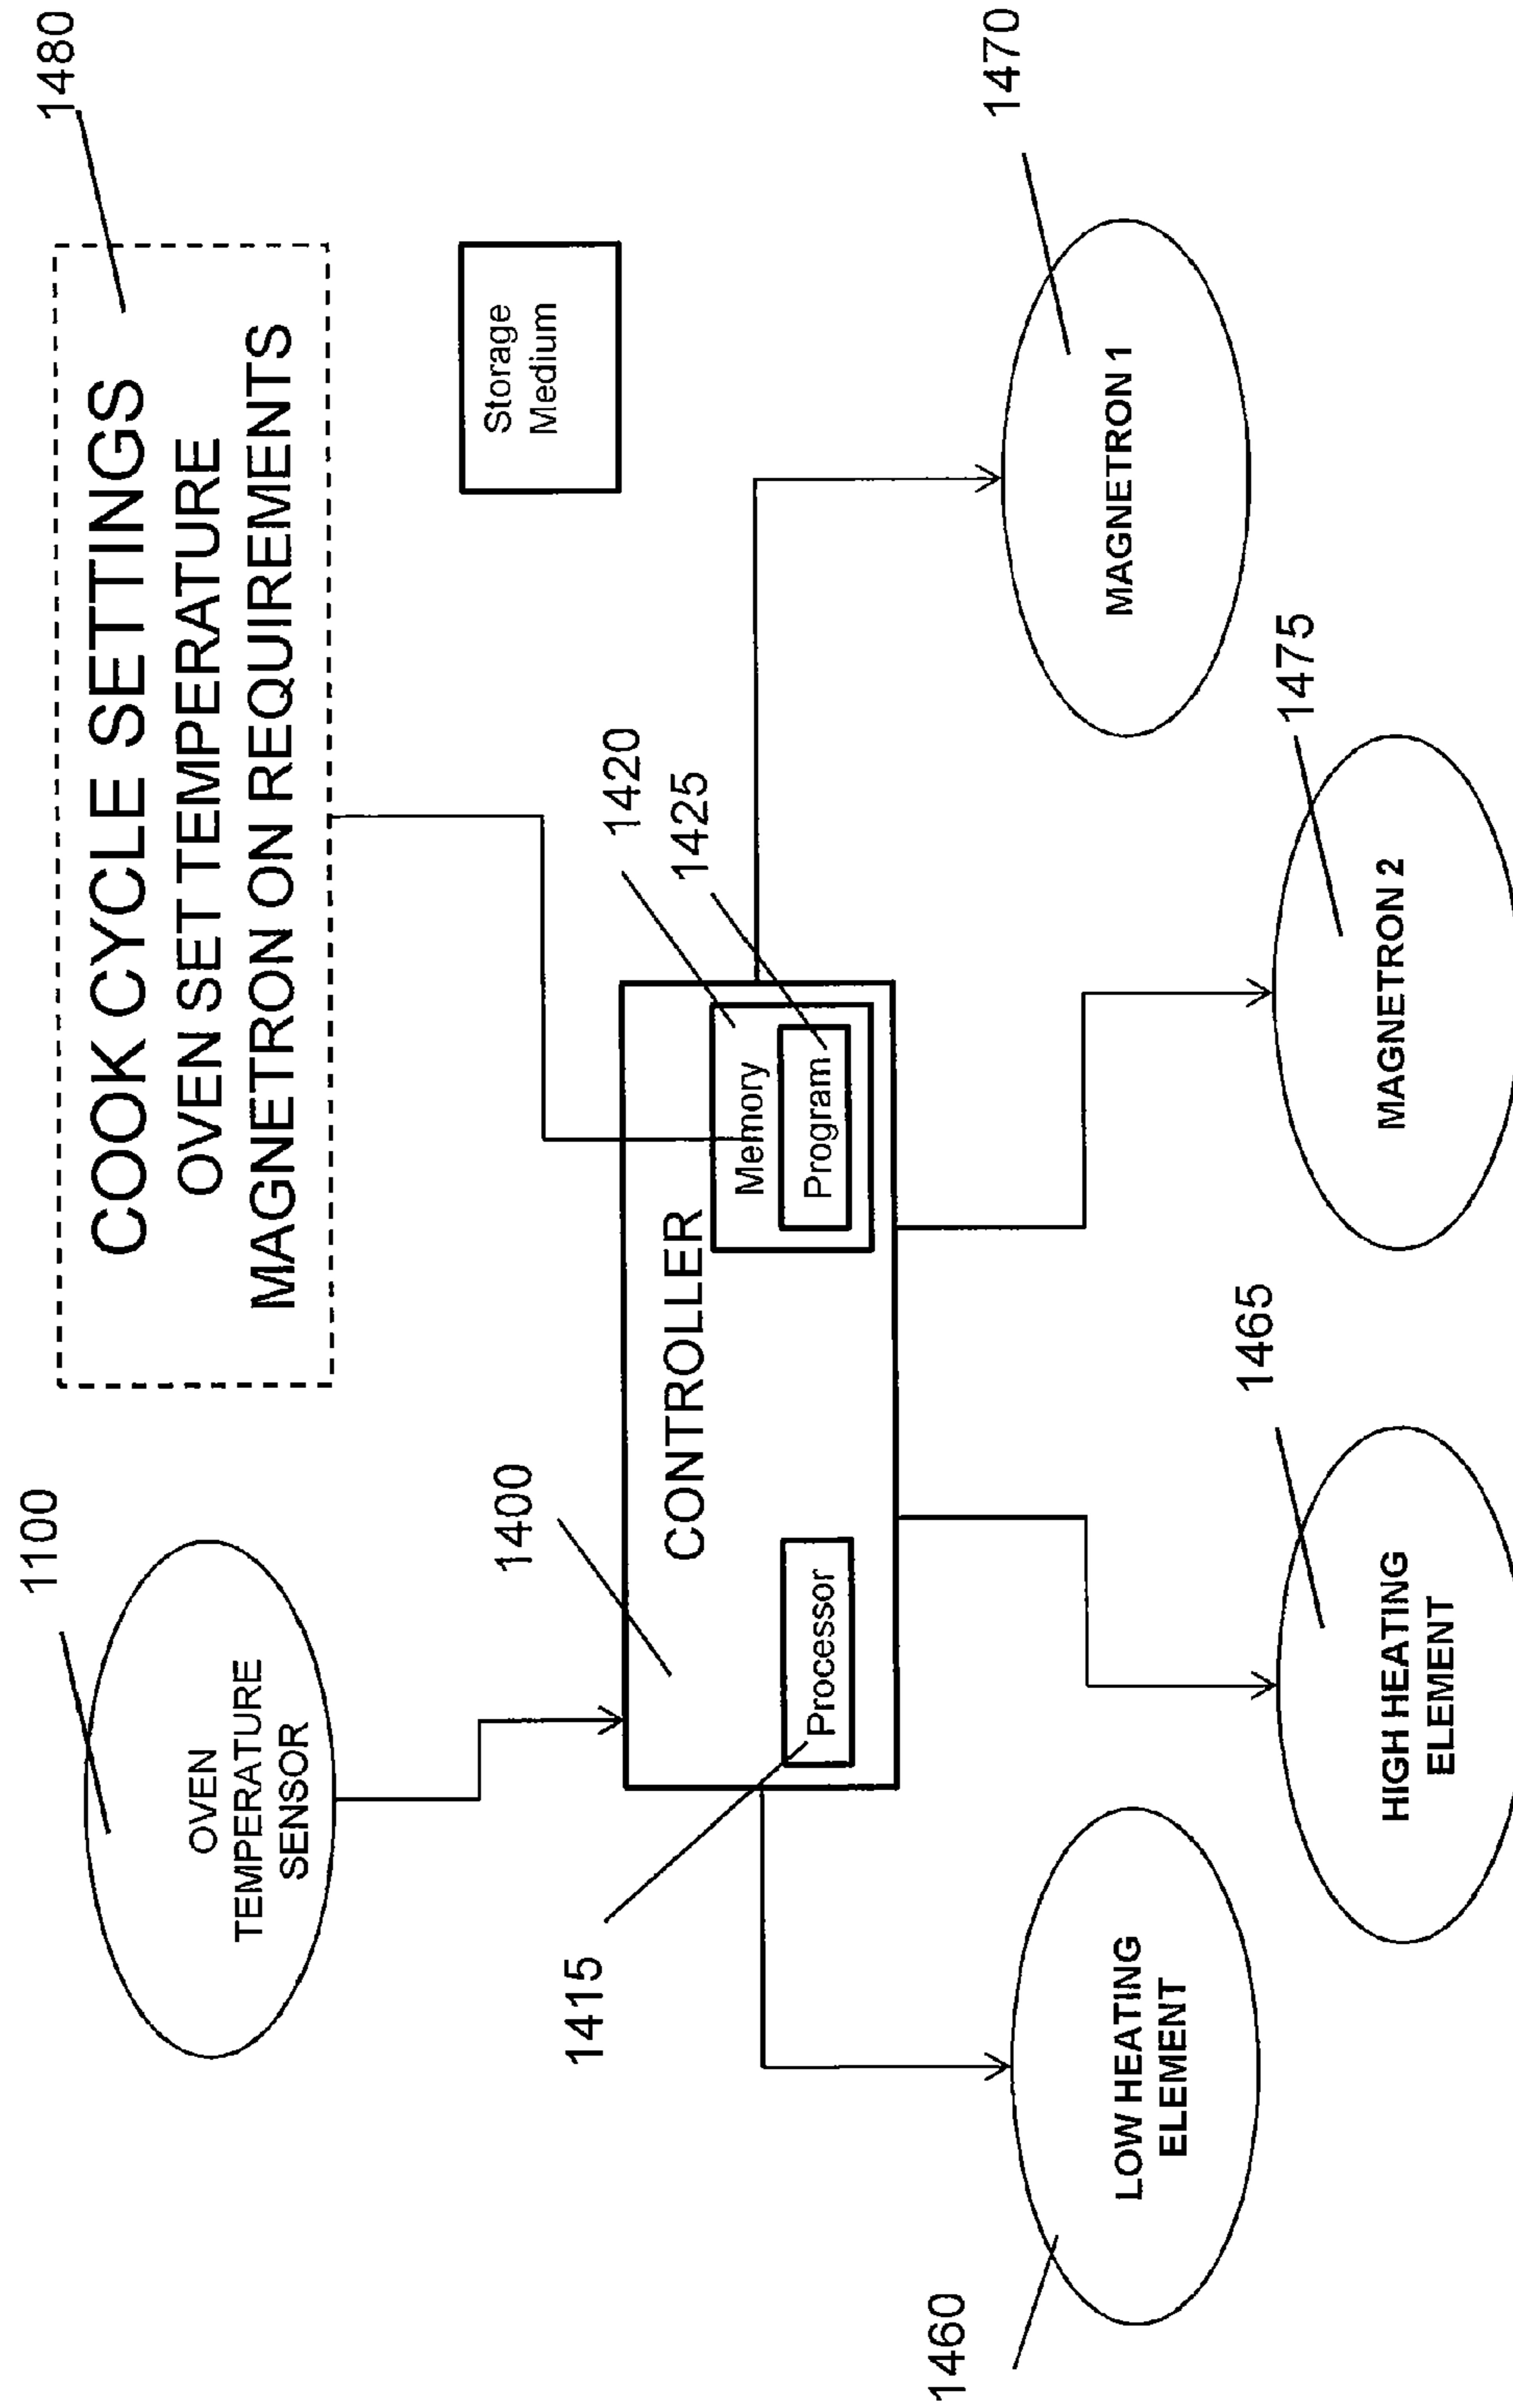 1100
OVEN
TEMPERATURE
SENSOR
1480
COOK CYCLE SETTINGS
OVEN SET TEMPERATURE
MAGNETRON ON REQUIREMENTS
Storage
Medium
1400
1415
CONTROLLER
Processor
1420
1425
Memory
Program
1460
LOW HEATING
ELEMENT
1465
HIGH HEATING
ELEMENT
1475
MAGNETRON 2
1470
MAGNETRON 1